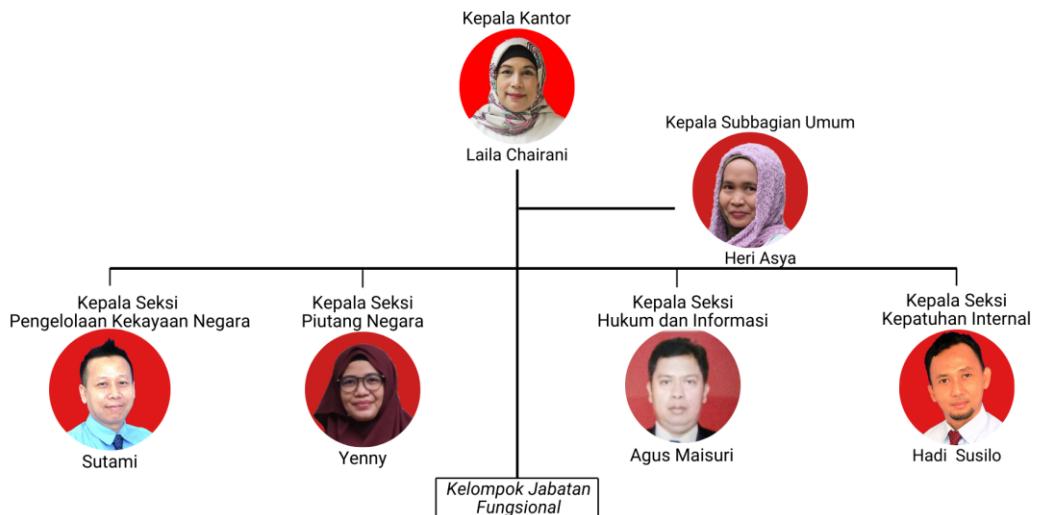 Kepala Kantor
Laila Chairani
Kepala Subbagian Umum
Heri Asya
Kepala Seksi
Pengelolaan Kekayaan Negara
Sutami
Kepala Seksi
Piutang Negara
Yenny
Kepala Seksi
Hukum dan Informasi
Agus Maisuri
Kepala Seksi
Kepatuhan Internal
Hadi Susilo
Kelompok Jabatan
Fungsional